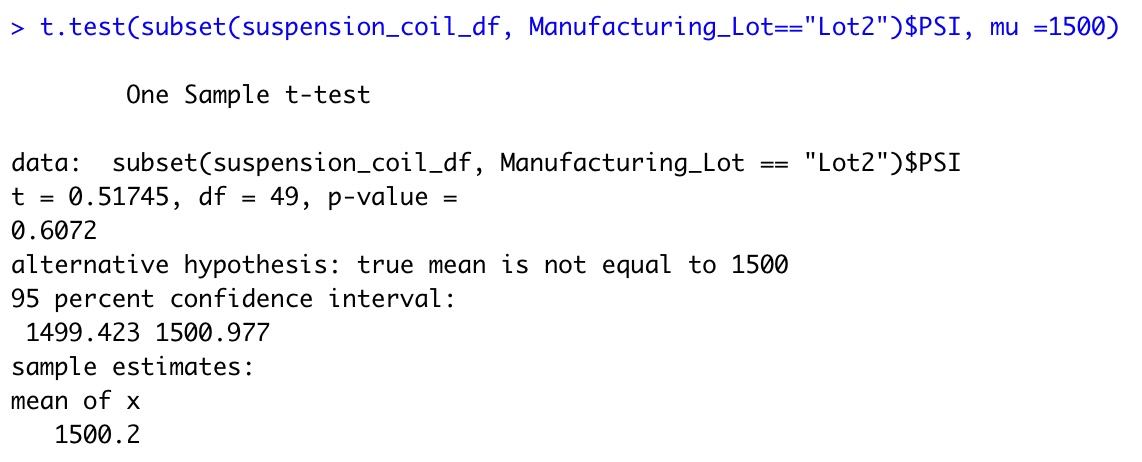 > t.test(subset(suspension_coil_df, Manufacturing_Lot=="Lot2")$PSI, mu =1500)
One Sample t-test
data:  subset(suspension_coil_df, Manufacturing_Lot == "Lot2")$PSI
t = 0.51745, df = 49, p-value =
0.6072
alternative hypothesis: true mean is not equal to 1500
95 percent confidence interval:
 1499.423 1500.977
sample estimates:
mean of x
   1500.2